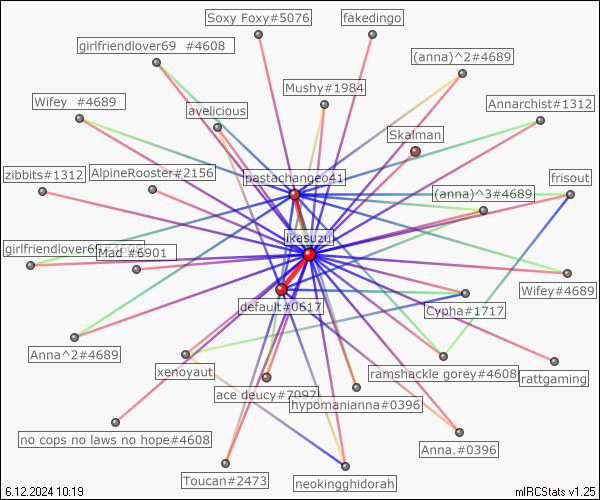 Soxy Foxy#5076
fakedingo
girlfriendlover69 #4608
(anna)^2#4689
Mushy#1984
Wifey #4689
avelicious
Annarchist#1312
Skalman
zibbits#1312
AlpineRooster#2156
pastachangeo41
frisout
(anna)^3#4689
ikasuzu
Mad #6901
Wifey#4689
default#0617
Cypha#1717
Anna^2#4689
xenoyaut
ramshackle gorey#4608
rattgaming
ace deucy#7097
hypomanianna#0396
no cops no laws no hope#4608
Anna.#0396
Toucan#2473
neokingghidorah
6.12.2024 10:19
mIRCStats v1.25